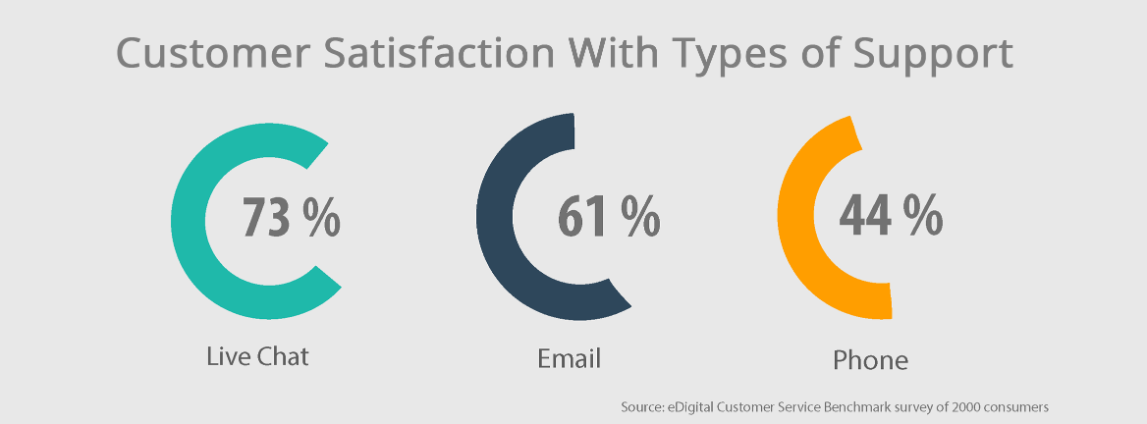 Customer Satisfaction With Types of Support
73 %
61 %
44 %
Live Chat
Email
Phone
Source: eDigital Customer Service Benchmark survey of 2000 consumers